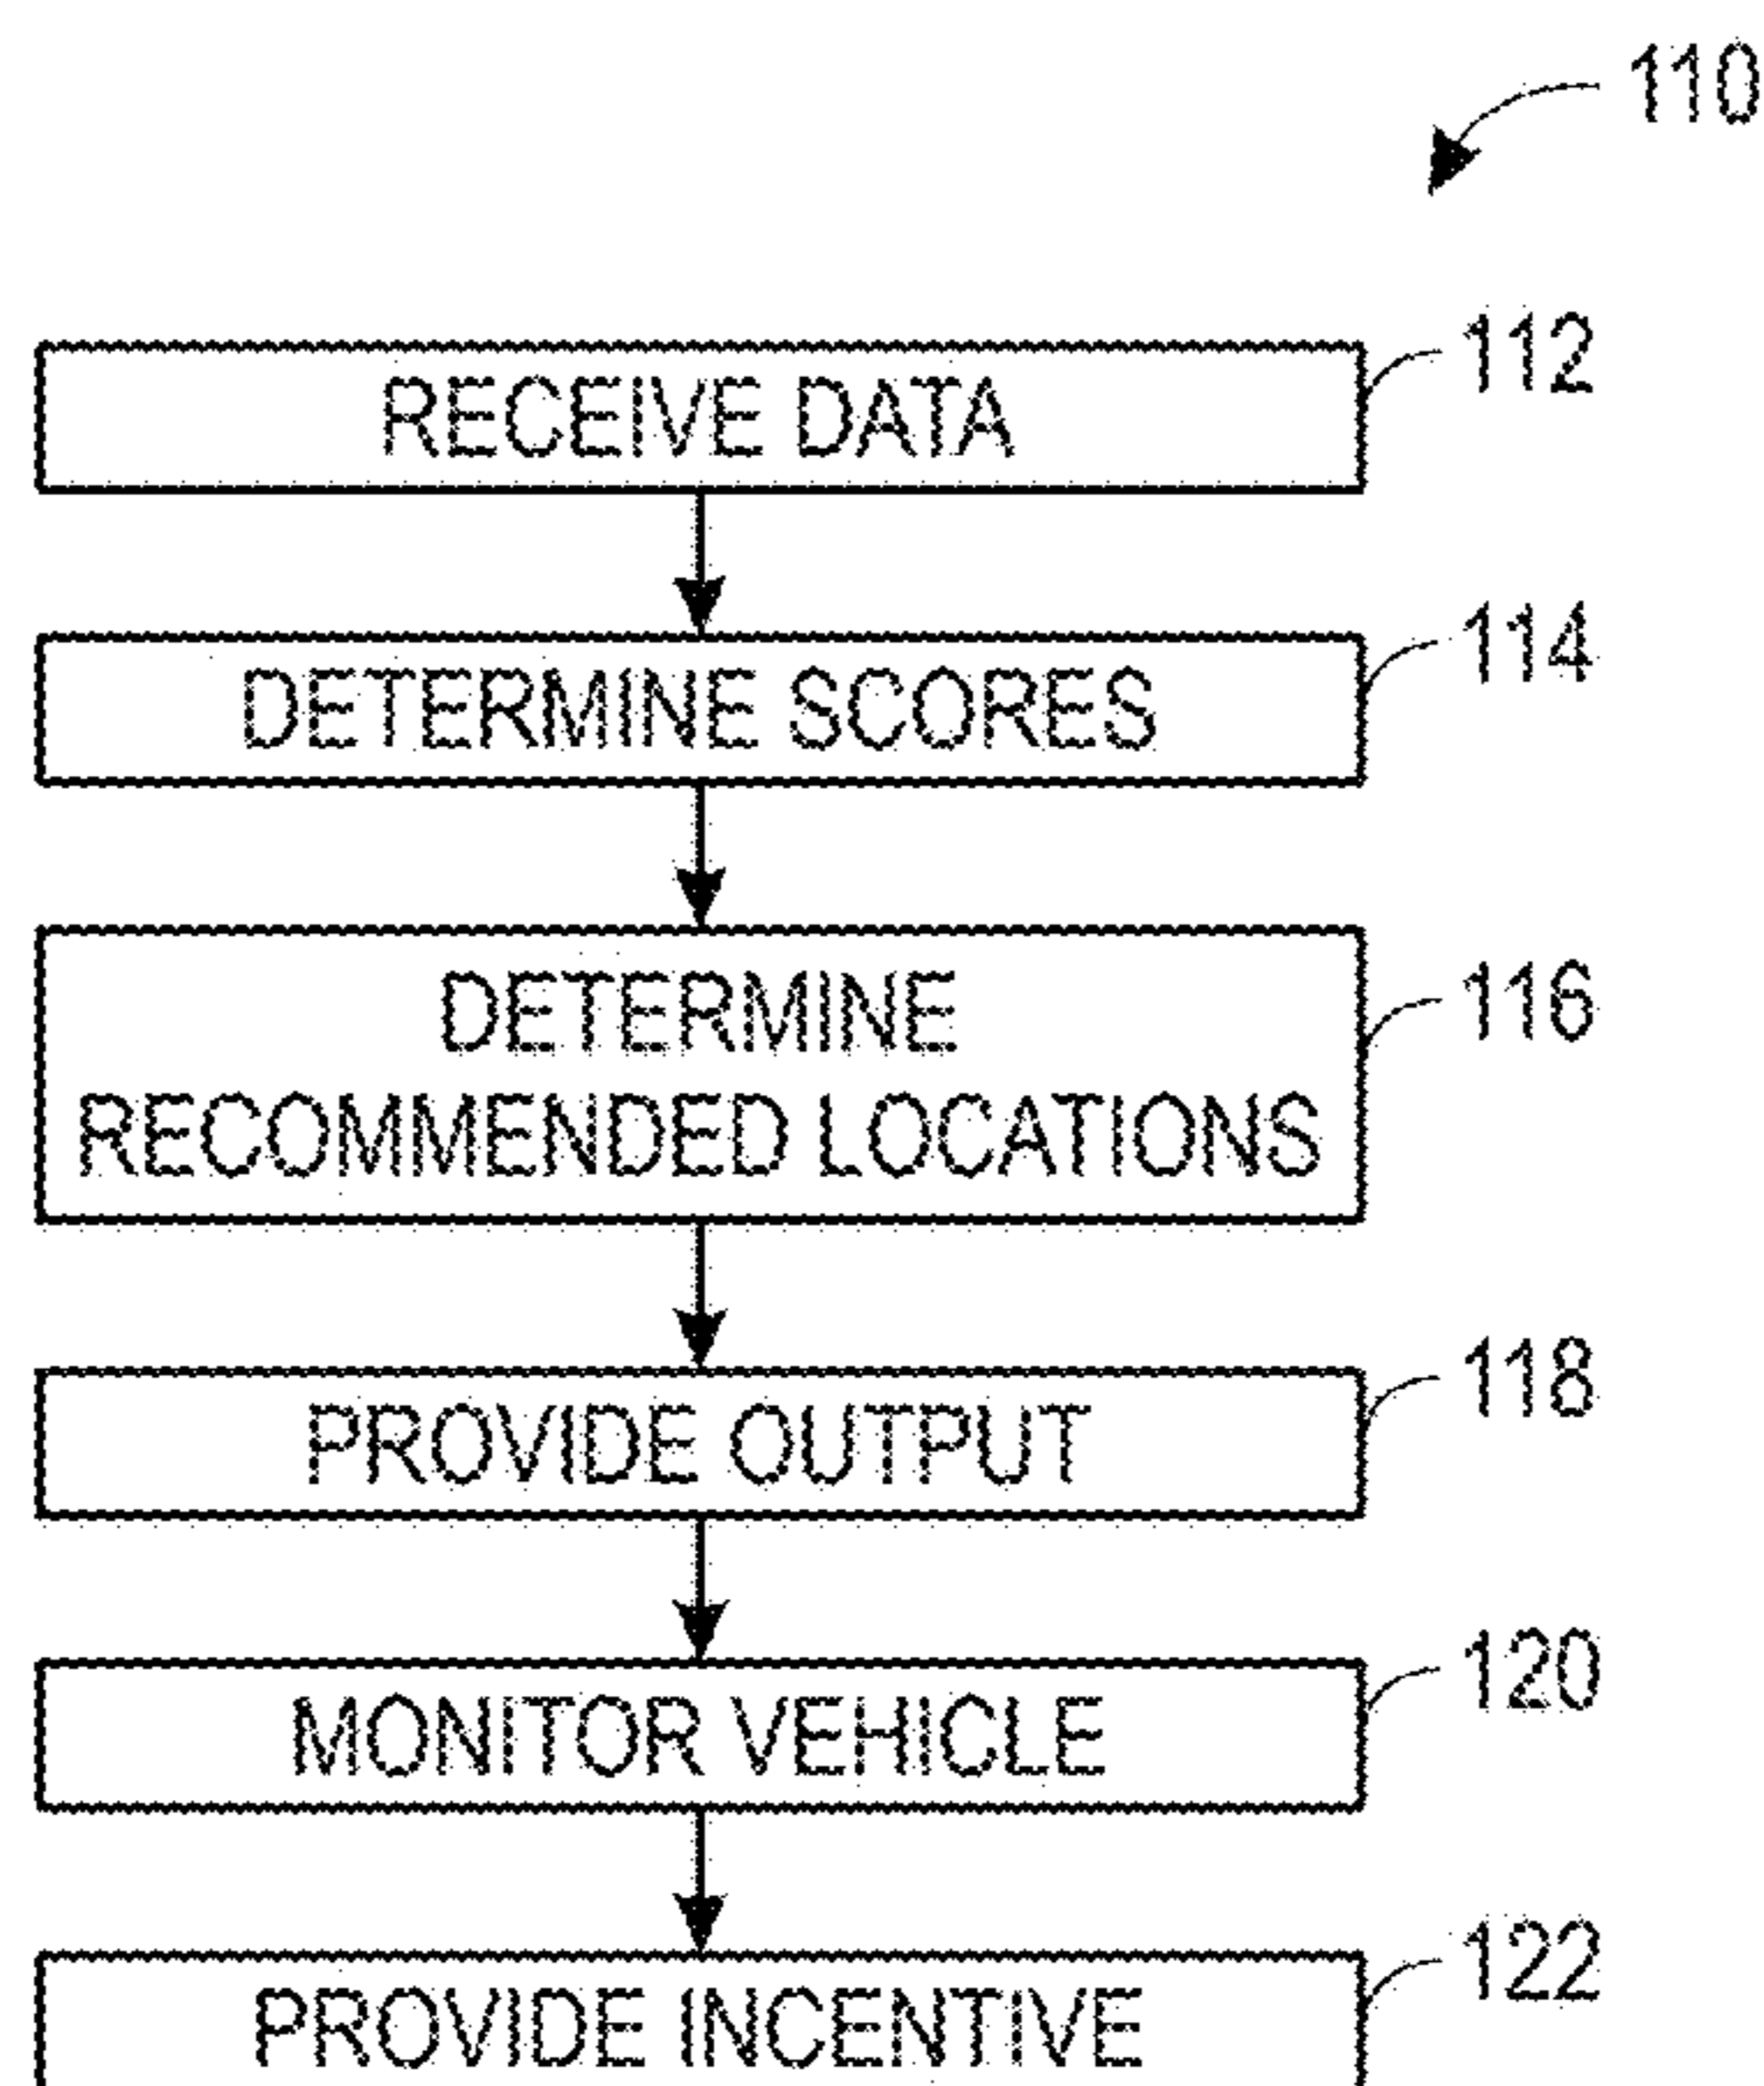 110
RECEIVE DATA
112
DETERMINE SCORES
114
DETERMINE
RECOMMENDED LOCATIONS
116
PROVIDE OUTPUT
118
MONITOR VEHICLE
120
PROVIDE INCENTIVE
122